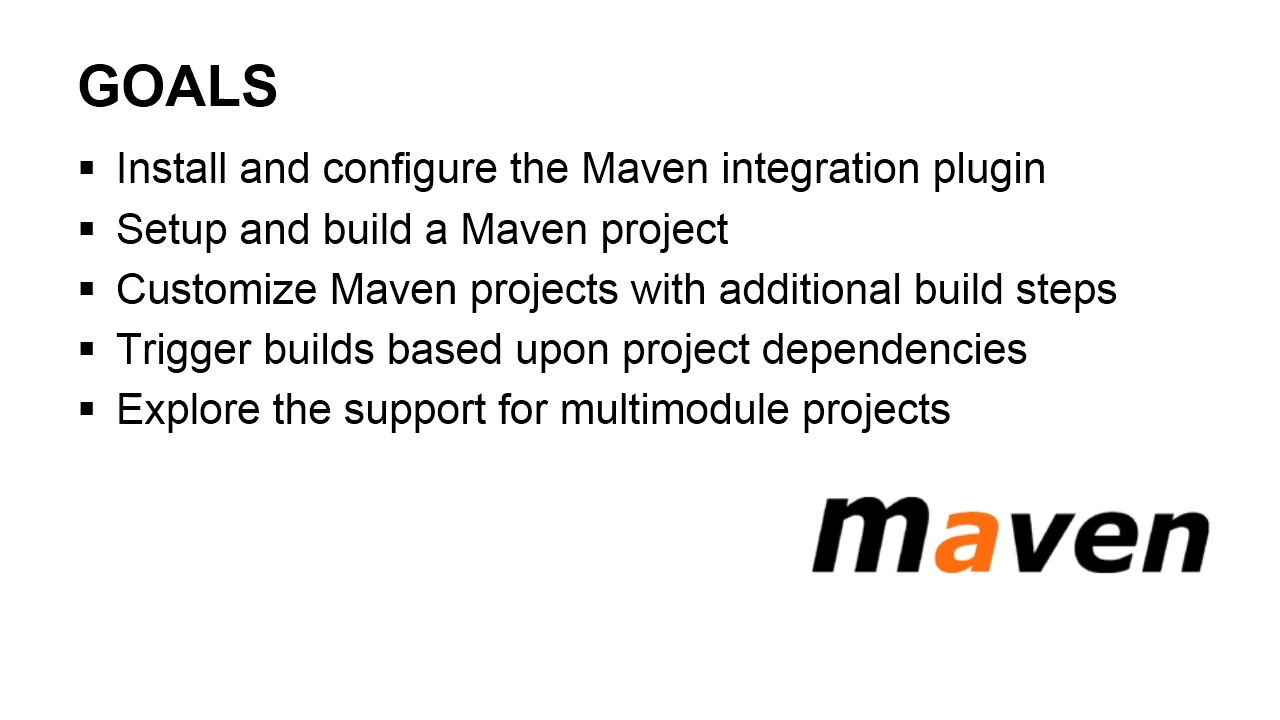 GOALS
▪ Install and configure the Maven integration plugin
▪ Setup and build a Maven project
▪ Customize Maven projects with additional build steps
▪ Trigger builds based upon project dependencies
▪ Explore the support for multimodule projects
maven